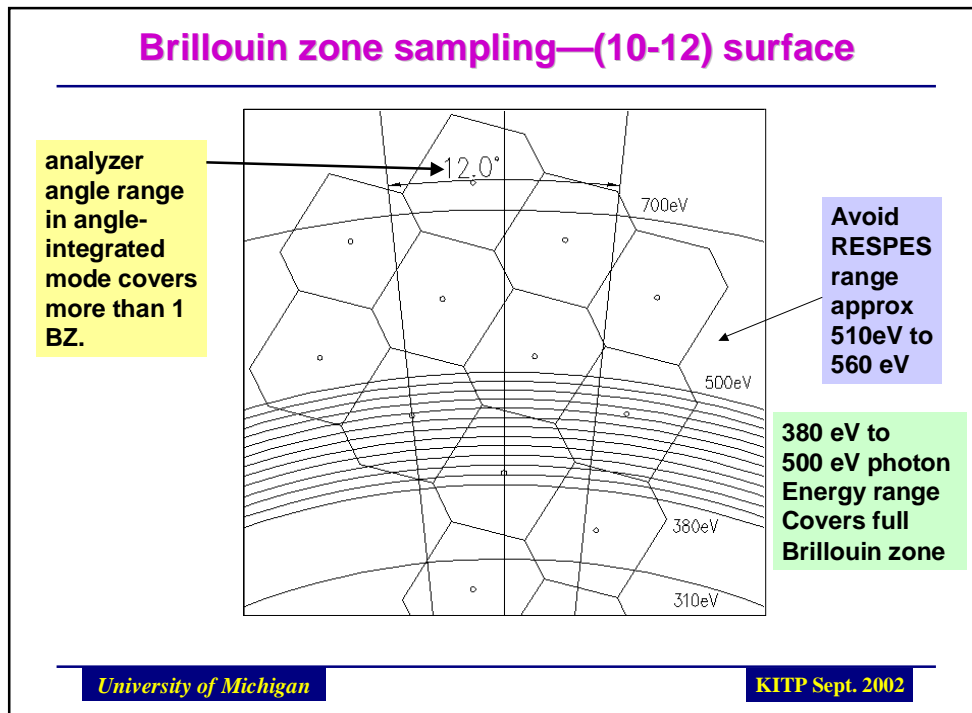 Brillouin zone sampling—(10-12) surface
analyzer
angle range
in angle-
integrated
mode covers
more than 1
BZ.
12.0°
700eV
Avoid
RESPES
range
approx
510eV to
560 eV
500eV
380 eV to
500 eV photon
Energy range
Covers full
Brillouin zone
380eV
310eV
University of Michigan
KITP Sept. 2002